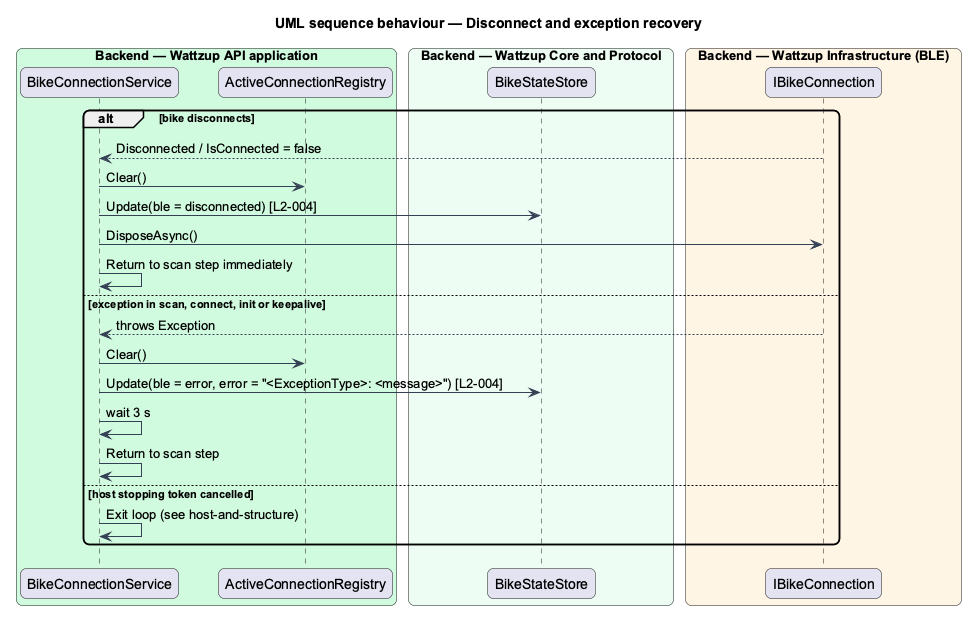 UML sequence behaviour — Disconnect and exception recovery
Backend — Wattzup API application
Backend — Wattzup Core and Protocol
Backend — Wattzup Infrastructure (BLE)
BikeConnectionService
ActiveConnectionRegistry
BikeStateStore
IBikeConnection
alt
[bike disconnects]
Disconnected / IsConnected = false
Clear()
Update(ble = disconnected) [L2-004]
DisposeAsync()
Return to scan step immediately
[exception in scan, connect, init or keepalive]
throws Exception
Clear()
Update(ble = error, error = "<ExceptionType>: <message>") [L2-004]
wait 3 s
Return to scan step
[host stopping token cancelled]
Exit loop (see host-and-structure)
BikeConnectionService
ActiveConnectionRegistry
BikeStateStore
IBikeConnection